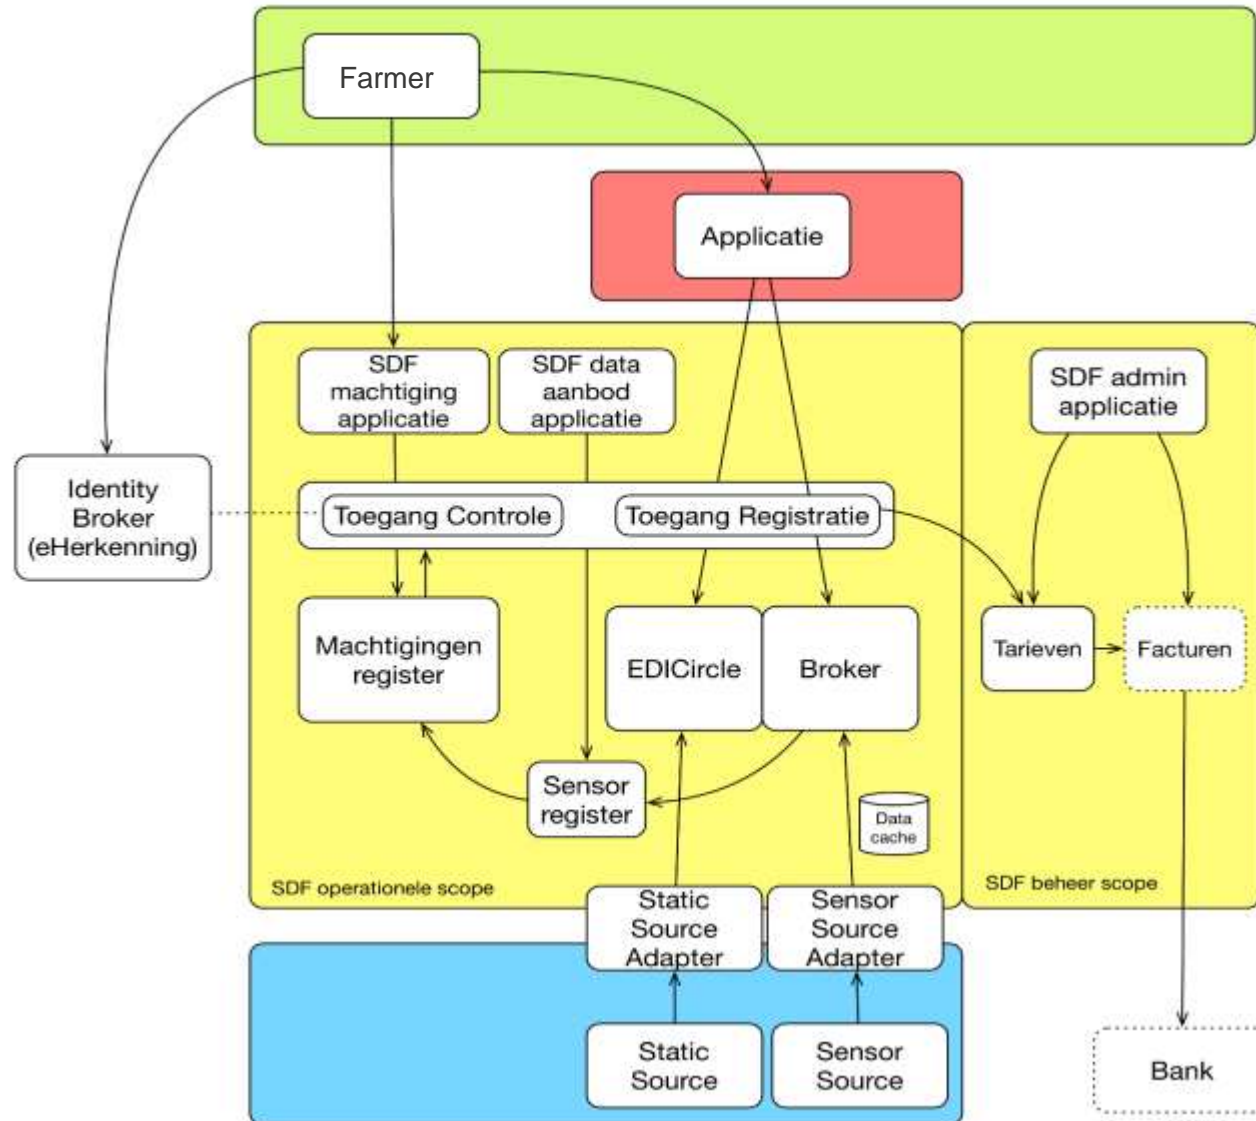 Farmer
Applicatie
SDF
machtiging
applicatie
SDF data
aanbod
applicatie
SDF admin
applicatie
Identity
Broker
(eHerkenning)
Toegang Controle
Toegang Registratie
Machtigingen
register
EDICircle
Broker
Tarieven
Facturen
Sensor
register
Data
cache
SDF operationele scope
SDF beheer scope
Static
Source
Adapter
Sensor
Source
Adapter
Static
Source
Sensor
Source
Bank